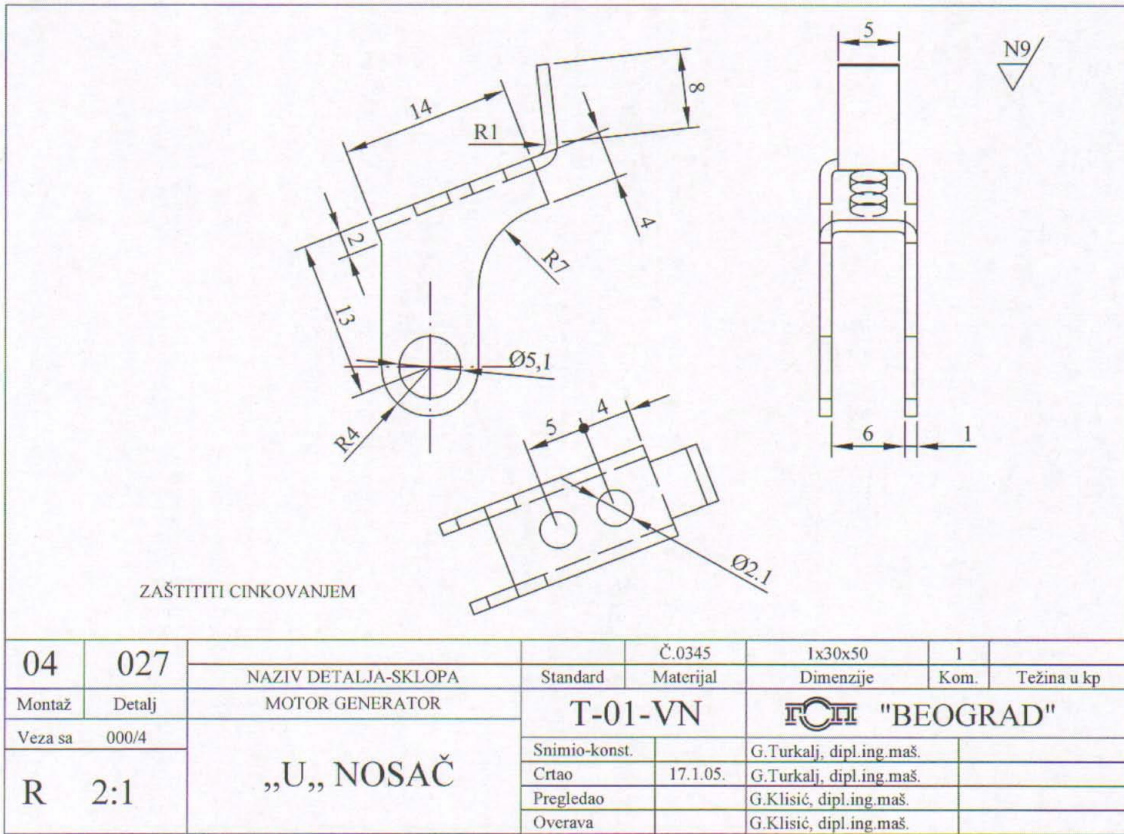 5
N9
14
R1
8
4
2
R7
13
Ø5,1
R4
5 4
6 1
Ø2.1
ZAŠTITITI CINKOVANJEM
04 027
Č.0345 1x30x50 1
NAZIV DETALJA-SKLOPA Standard Materijal Dimenzije Kom. Težina u kp
Montaž Detalj MOTOR GENERATOR
T-01-VN ГСП "BEOGRAD"
Veza sa 000/4
„U„ NOSAČ
R 2:1
Snimio-konst. G.Turkalj, dipl.ing.maš.
Crtao 17.1.05. G.Turkalj, dipl.ing.maš.
Pregledao G.Klisić, dipl.ing.maš.
Overava G.Klisić, dipl.ing.maš.